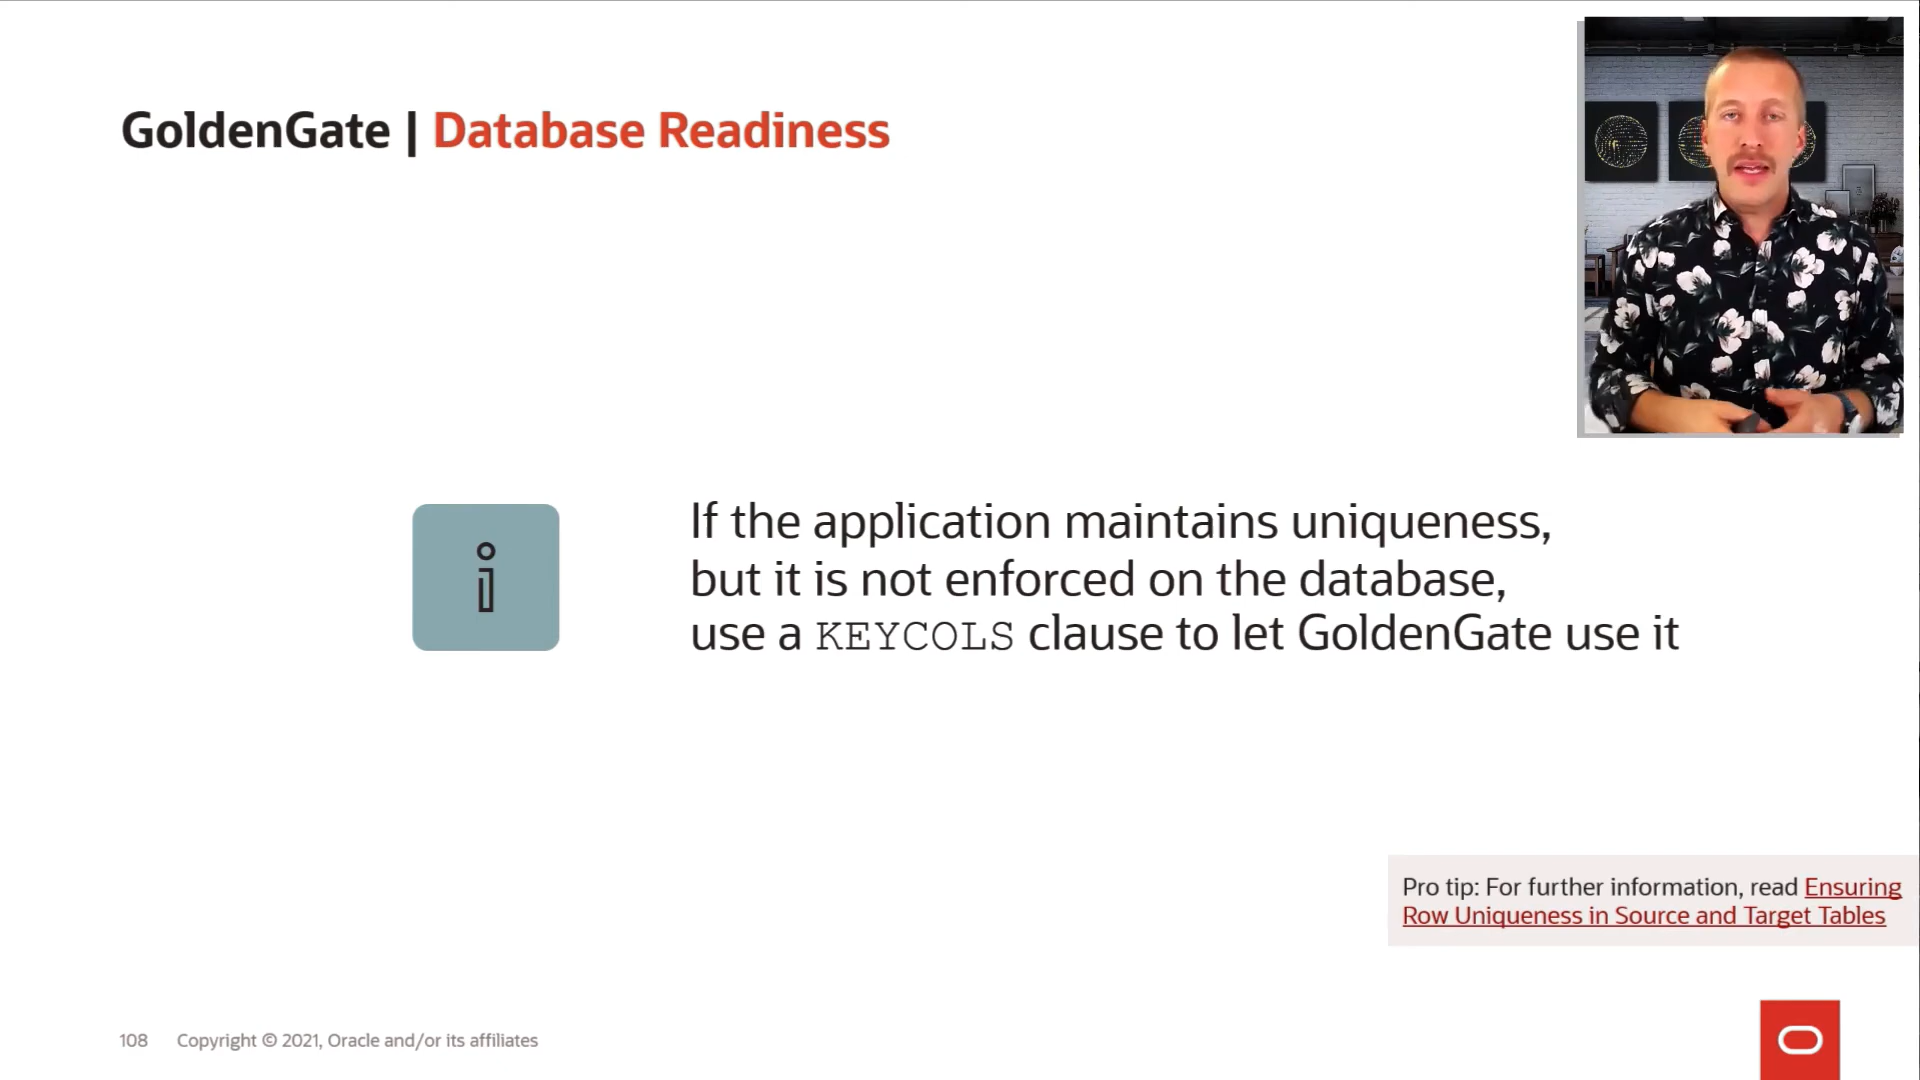 GoldenGate | Database Readiness
If the application maintains uniqueness,
but it is not enforced on the database,
use a KEYCOLS clause to let GoldenGate use it
Pro tip: For further information, read Ensuring
Row Uniqueness in Source and Target Tables
108 Copyright © 2021, Oracle and/or its affiliates